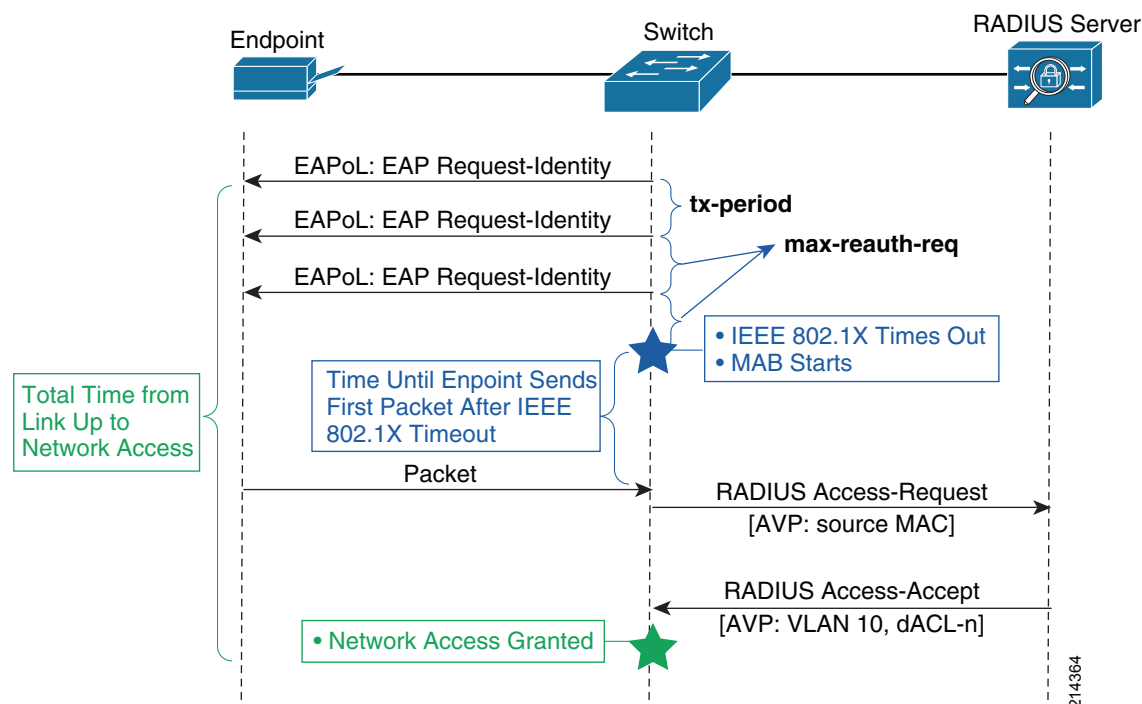 Endpoint
Switch
RADIUS Server
EAPoL: EAP Request-Identity
tx-period
EAPoL: EAP Request-Identity
max-reauth-req
EAPoL: EAP Request-Identity
• IEEE 802.1X Times Out
• MAB Starts
Time Until Enpoint Sends
First Packet After IEEE
802.1X Timeout
Total Time from
Link Up to
Network Access
Packet
RADIUS Access-Request
[AVP: source MAC]
RADIUS Access-Accept
[AVP: VLAN 10, dACL-n]
• Network Access Granted
214364